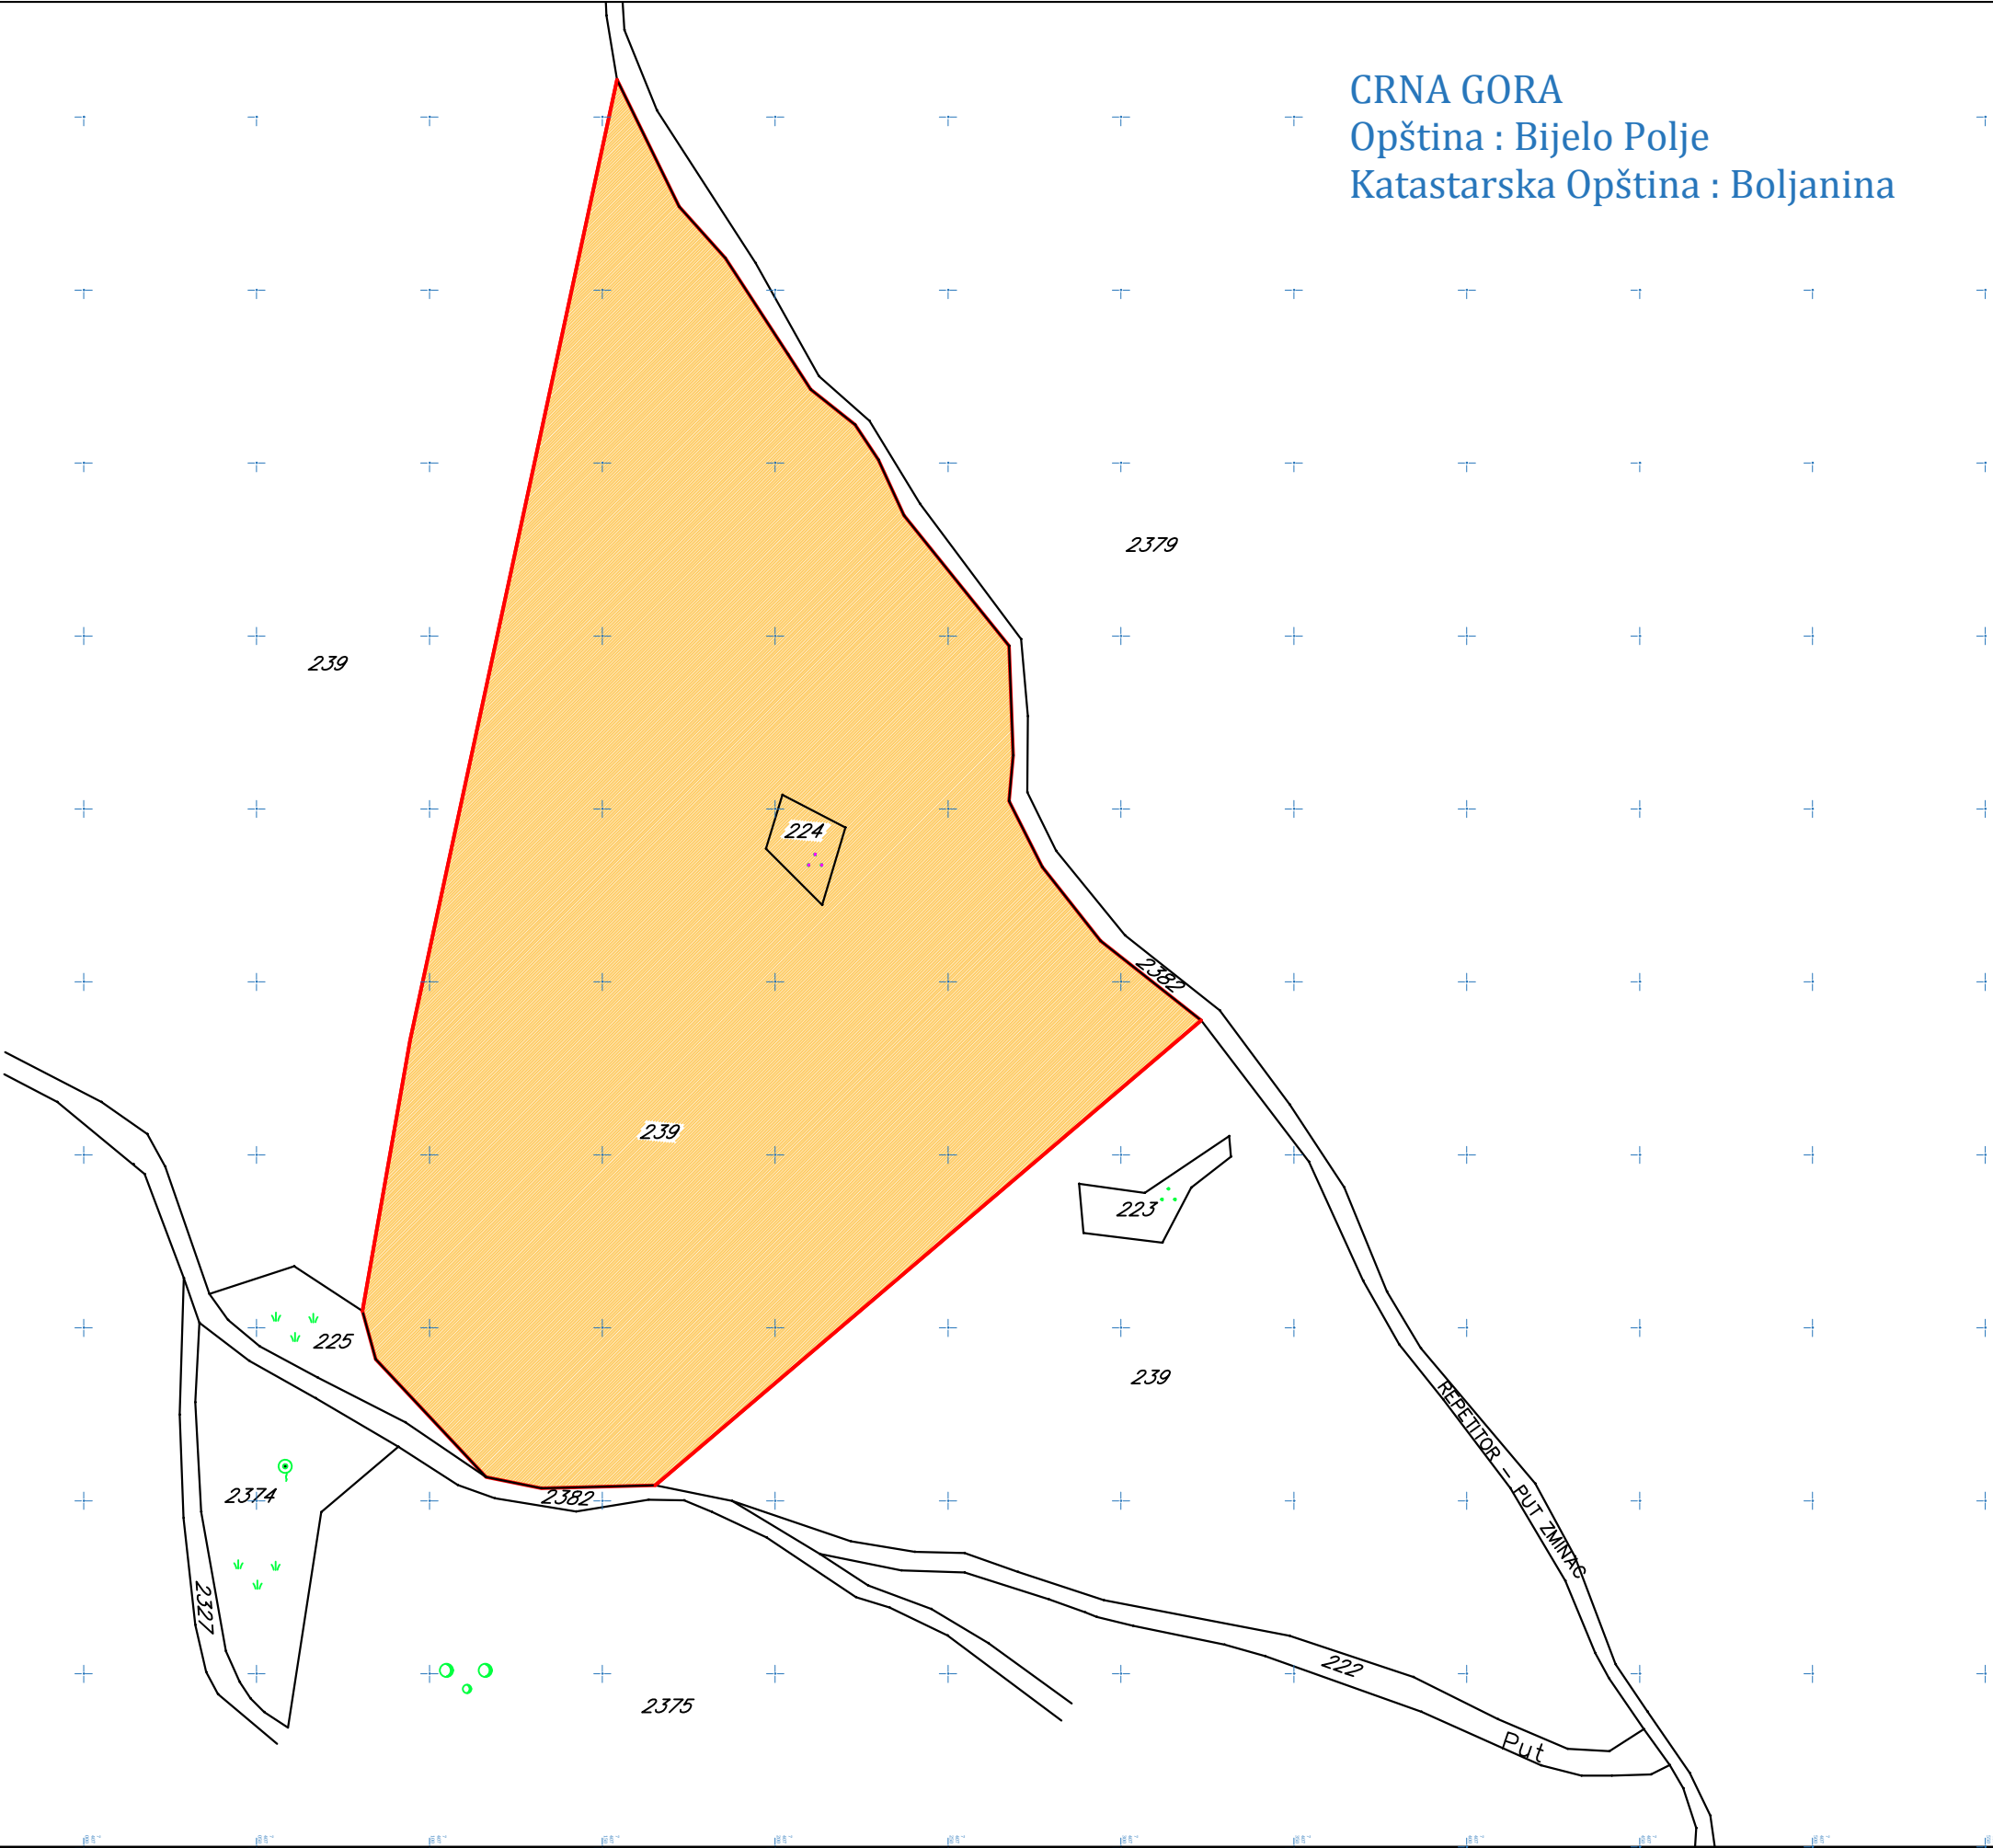 CRNA GORA
Opština : Bijelo Polje
Katastarska Opština : Boljanina
2379
239
224
2382
239
223
225
239
REPETITOR – PUT ZMINAC
2374
2382
2327
222
2375
Put